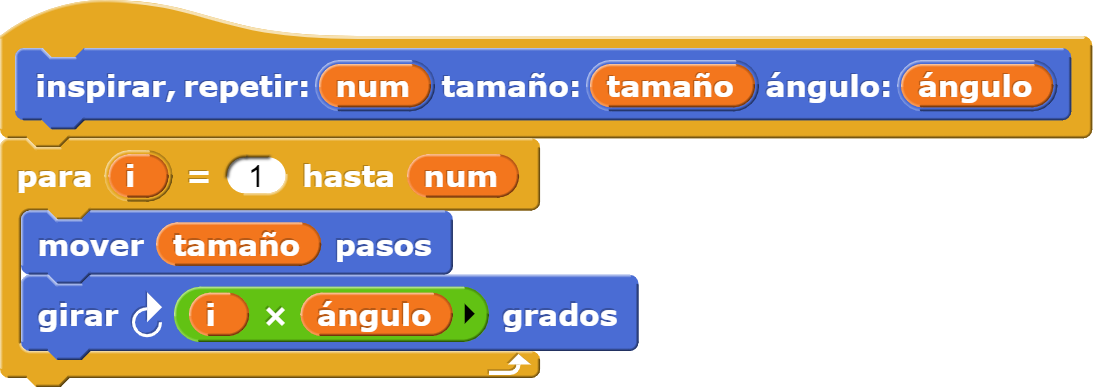 inspirar, repetir: num tamaño: tamaño ángulo: ángulo
para i = 1 hasta num
mover tamaño pasos
girar i × ángulo grados